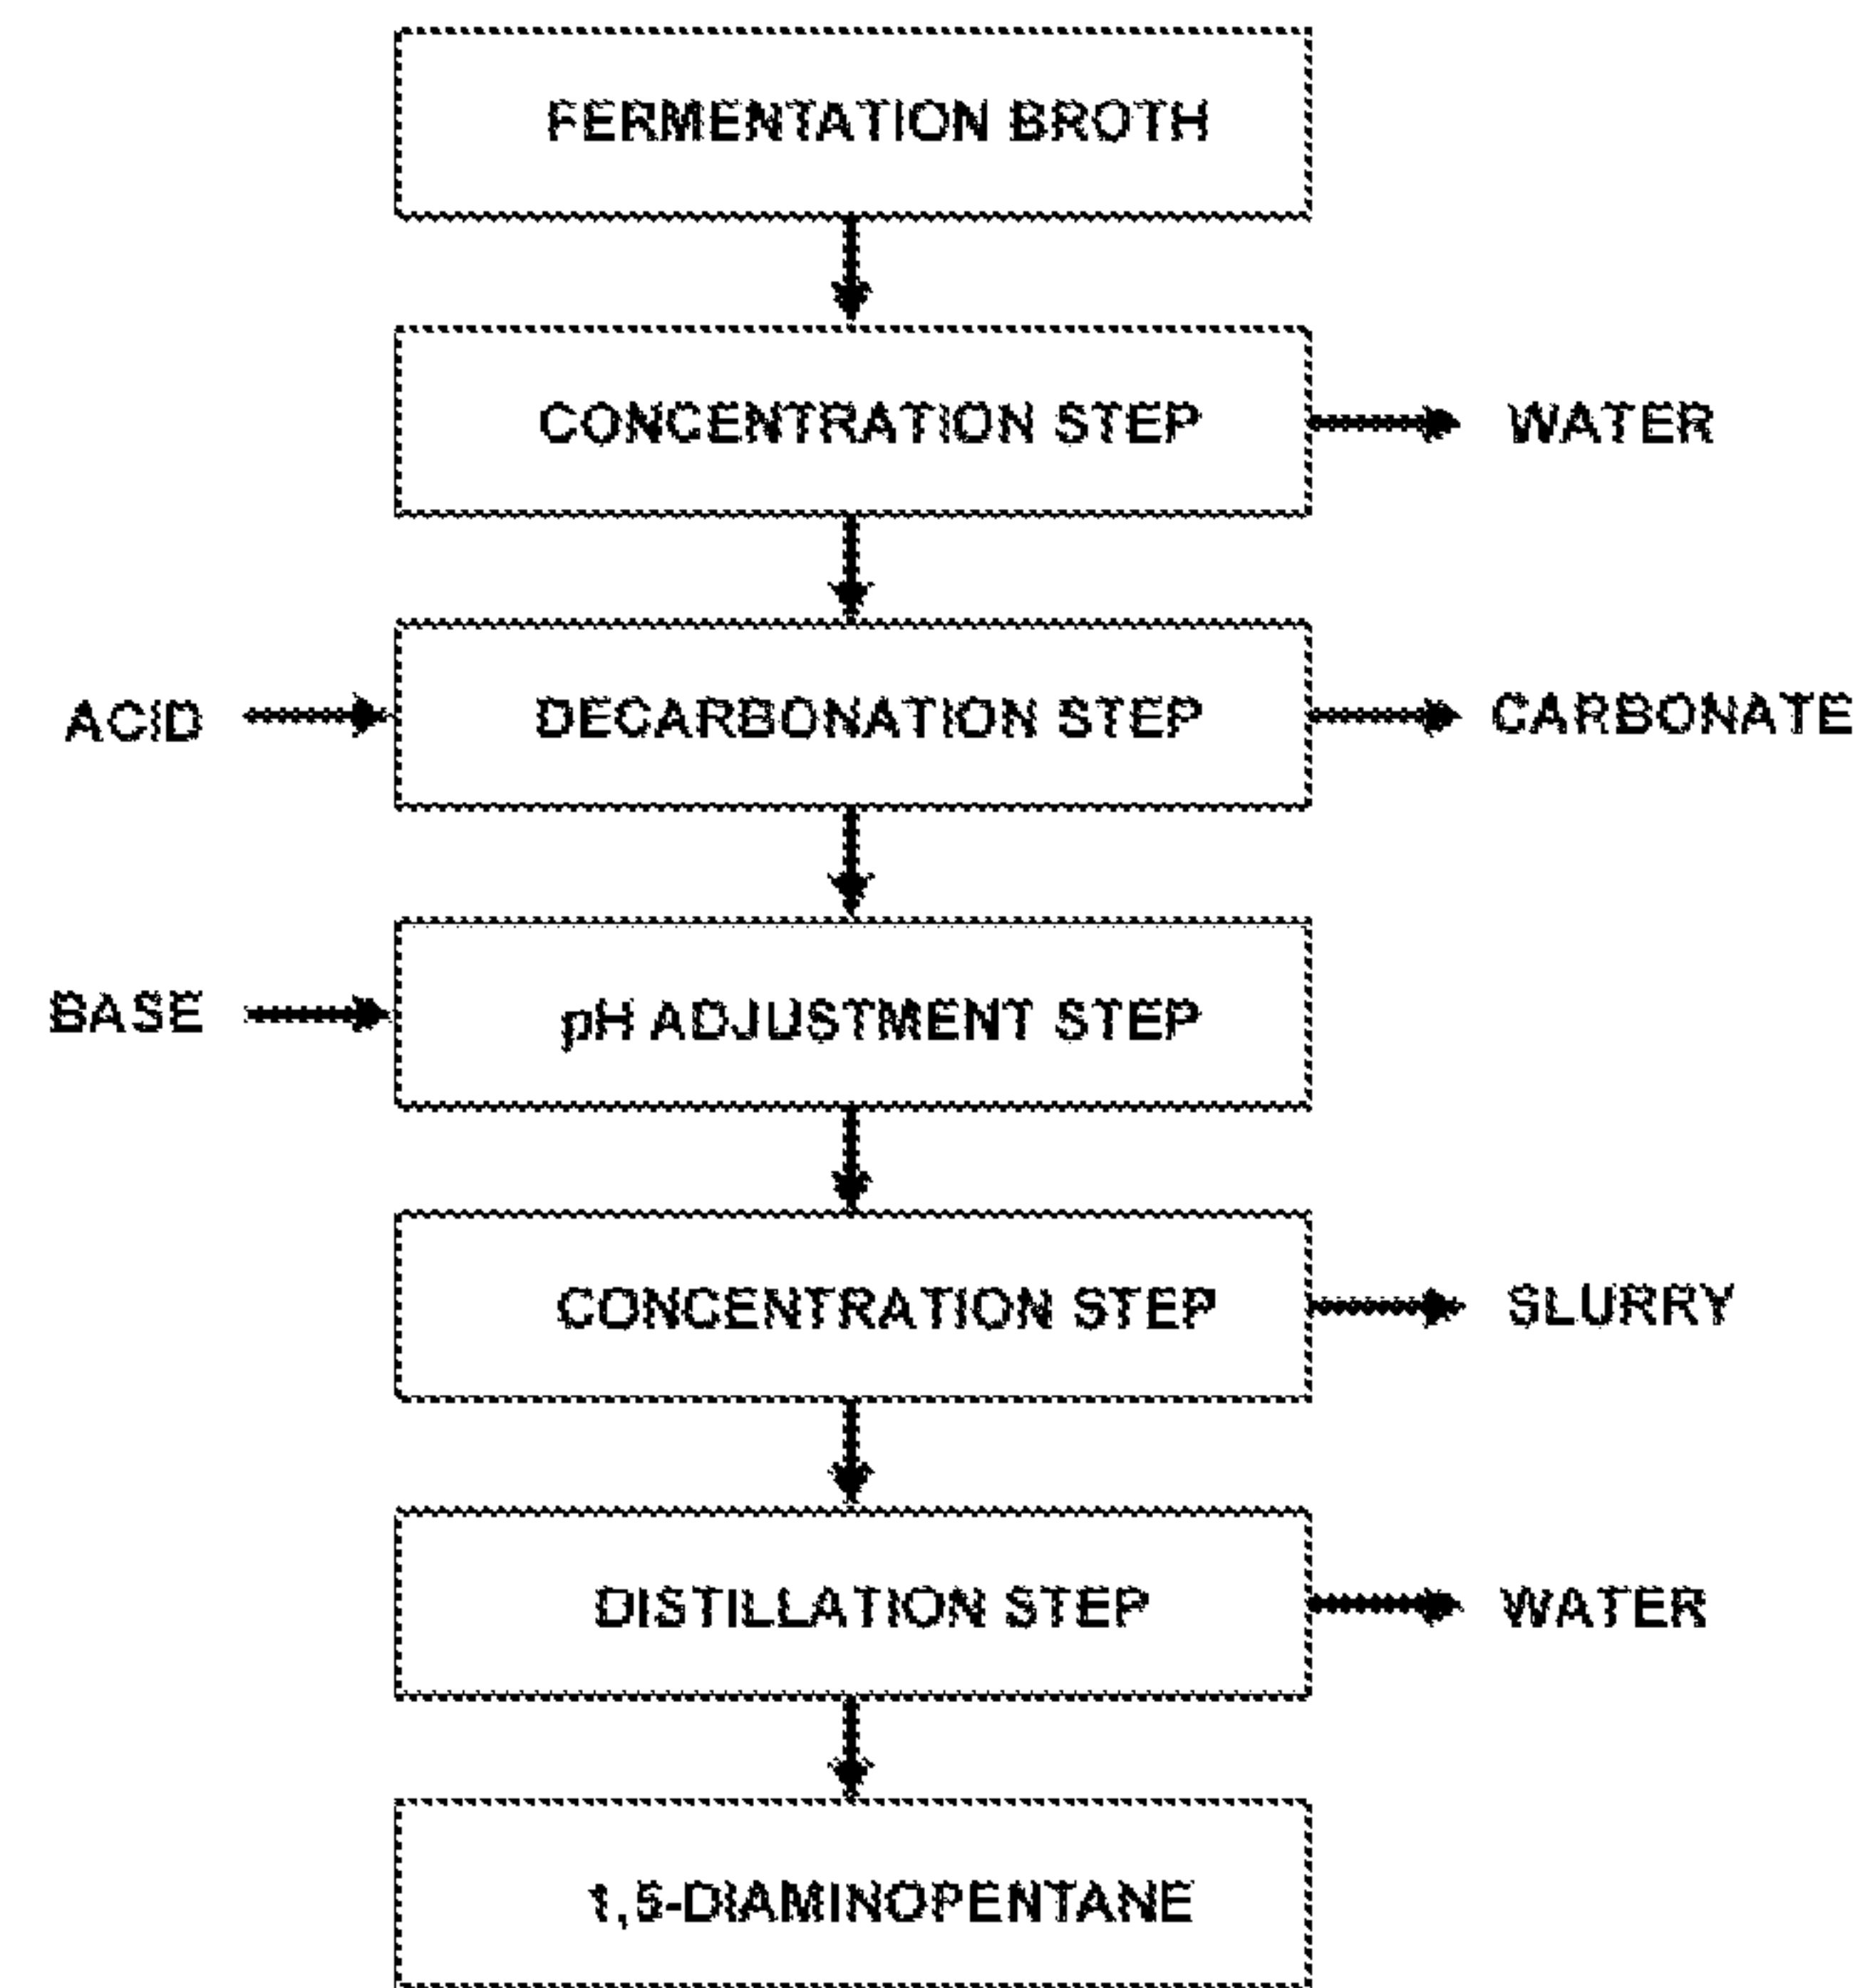 FERMENTATION BROTH
CONCENTRATION STEP
WATER
ACID
DECARBONATION STEP
CARBONATE
BASE
pH ADJUSTMENT STEP
CONCENTRATION STEP
SLURRY
DISTILLATION STEP
WATER
1,5-DIAMINOPENTANE